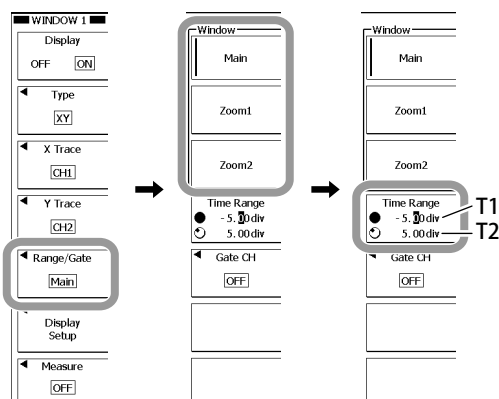 WINDOW 1
Display
OFF ON
Type
XY
X Trace
CH1
Y Trace
CH2
Range/Gate
Main
Display
Setup
Measure
OFF
Window
Main
Zoom1
Zoom2
Time Range
-5.00div
5.00div
Gate CH
OFF
Window
Main
Zoom1
Zoom2
Time Range
-5.00div T1
5.00div T2
Gate CH
OFF